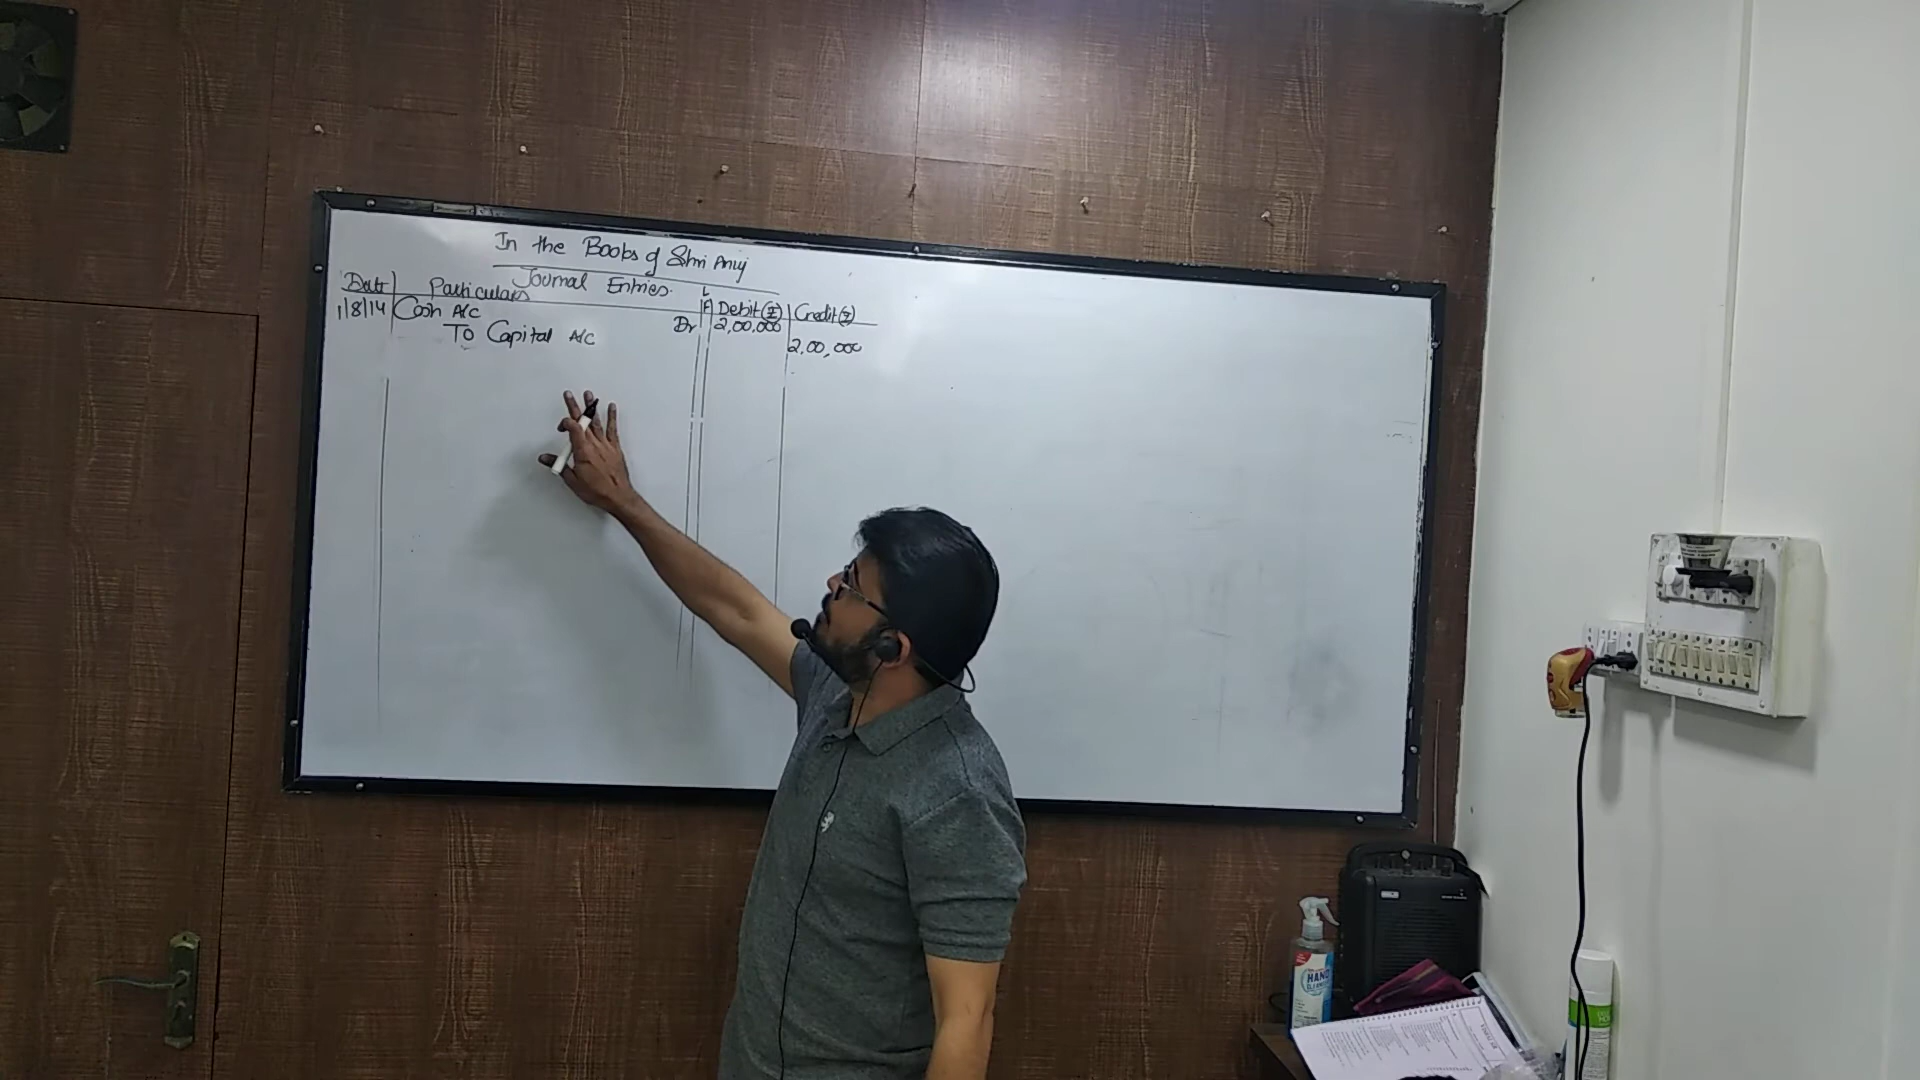 In the Books of Shri Anuj
Journal Entries.
Date Particulars L F Debit (₹) Credit (₹)
1/8/14 Cash A/c Dr 2,00,000
To Capital A/c 2,00,000
HAND